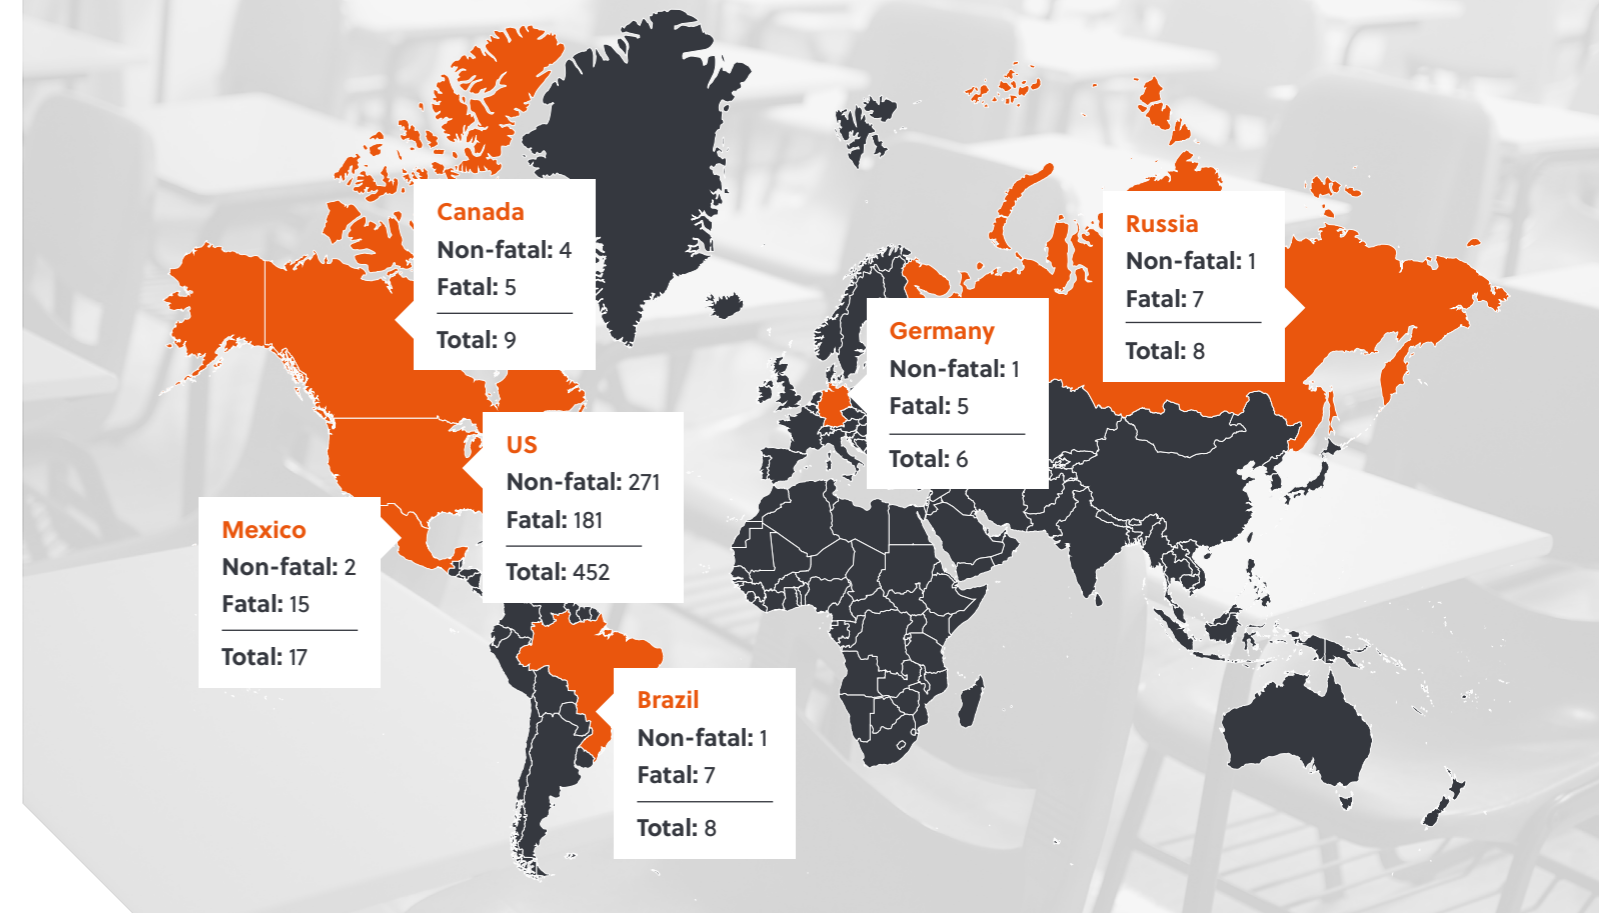 Canada
Non-fatal: 4
Fatal: 5
Total: 9
Russia
Non-fatal: 1
Fatal: 7
Total: 8
Germany
Non-fatal: 1
Fatal: 5
Total: 6
US
Non-fatal: 271
Fatal: 181
Total: 452
Mexico
Non-fatal: 2
Fatal: 15
Total: 17
Brazil
Non-fatal: 1
Fatal: 7
Total: 8